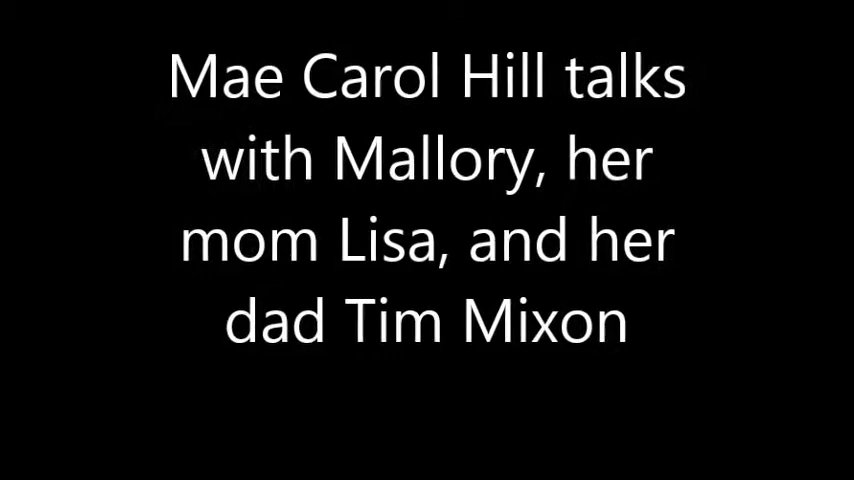 Mae Carol Hill talks
with Mallory, her
mom Lisa, and her
dad Tim Mixon